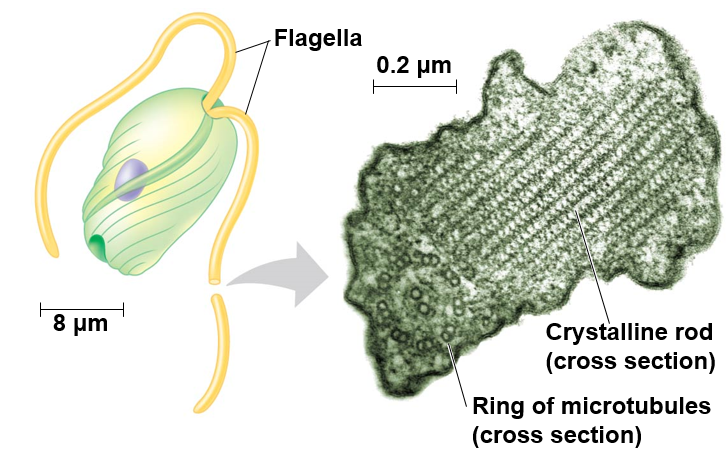 Flagella
0.2 µm
8 µm
Crystalline rod
(cross section)
Ring of microtubules
(cross section)